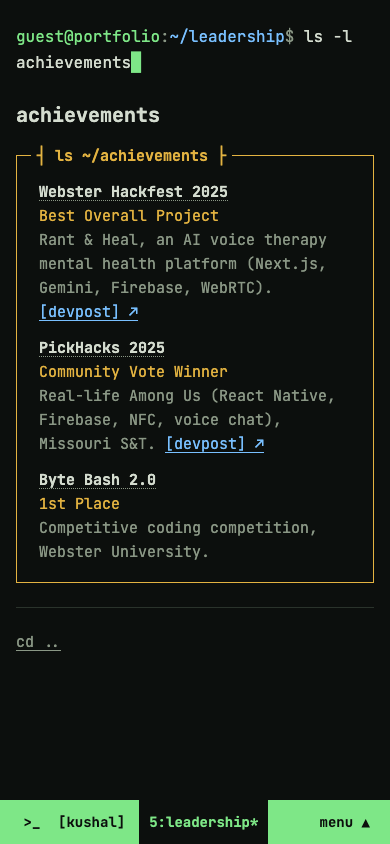 guest@portfolio:~/leadership$ ls -l
achievements
achievements
ls ~/achievements
Webster Hackfest 2025
Best Overall Project
Rant & Heal, an AI voice therapy
mental health platform (Next.js,
Gemini, Firebase, WebRTC).
[devpost] ↗
PickHacks 2025
Community Vote Winner
Real-life Among Us (React Native,
Firebase, NFC, voice chat),
Missouri S&T. [devpost] ↗
Byte Bash 2.0
1st Place
Competitive coding competition,
Webster University.
cd ..
>_ [kushal] 5:leadership* menu ▲